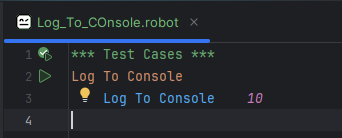 Log_To_COnsole.robot
1 *** Test Cases ***
2 Log To Console
3 Log To Console    10
4